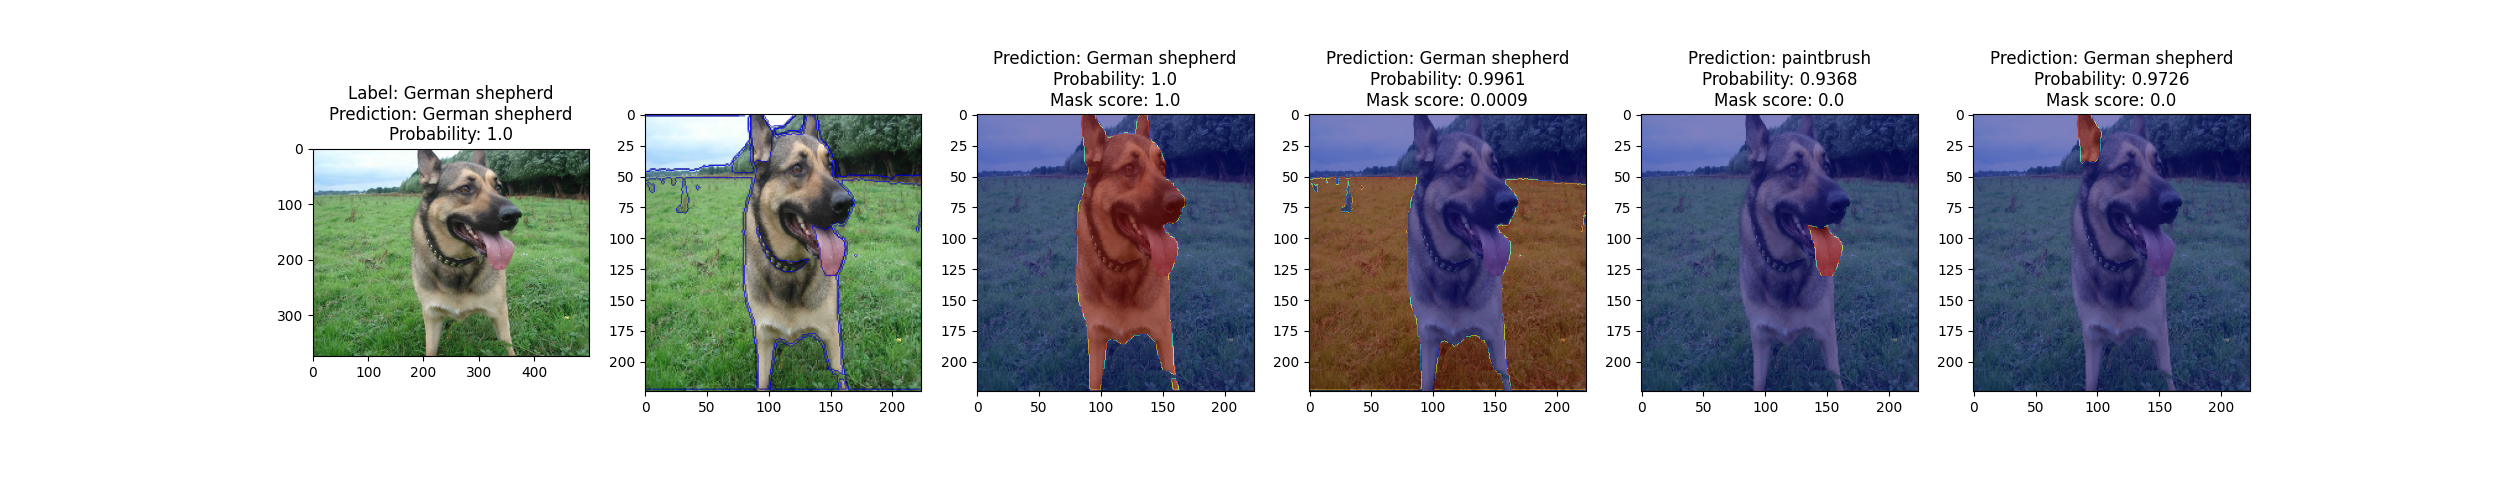 Label: German shepherd
Prediction: German shepherd
Probability: 1.0
0
100
200
300
0 100 200 300 400
0
25
50
75
100
125
150
175
200
0 50 100 150 200
Prediction: German shepherd
Probability: 1.0
Mask score: 1.0
0
25
50
75
100
125
150
175
200
0 50 100 150 200
Prediction: German shepherd
Probability: 0.9961
Mask score: 0.0009
0
25
50
75
100
125
150
175
200
0 50 100 150 200
Prediction: paintbrush
Probability: 0.9368
Mask score: 0.0
0
25
50
75
100
125
150
175
200
0 50 100 150 200
Prediction: German shepherd
Probability: 0.9726
Mask score: 0.0
0
25
50
75
100
125
150
175
200
0 50 100 150 200